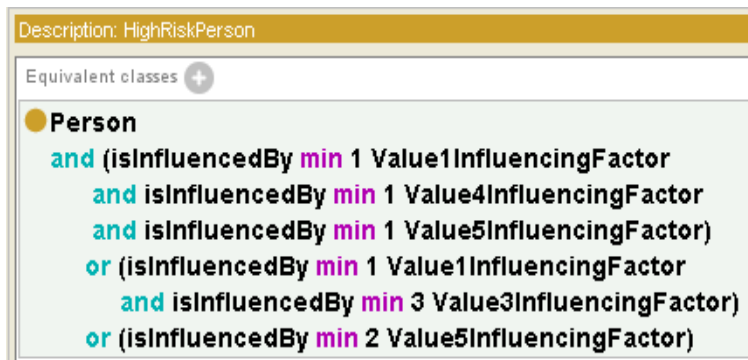 Description: HighRiskPerson
Equivalent classes
Person
and (isInfluencedBy min 1 Value1InfluencingFactor
and isInfluencedBy min 1 Value4InfluencingFactor
and isInfluencedBy min 1 Value5InfluencingFactor)
or (isInfluencedBy min 1 Value1InfluencingFactor
and isInfluencedBy min 3 Value3InfluencingFactor)
or (isInfluencedBy min 2 Value5InfluencingFactor)